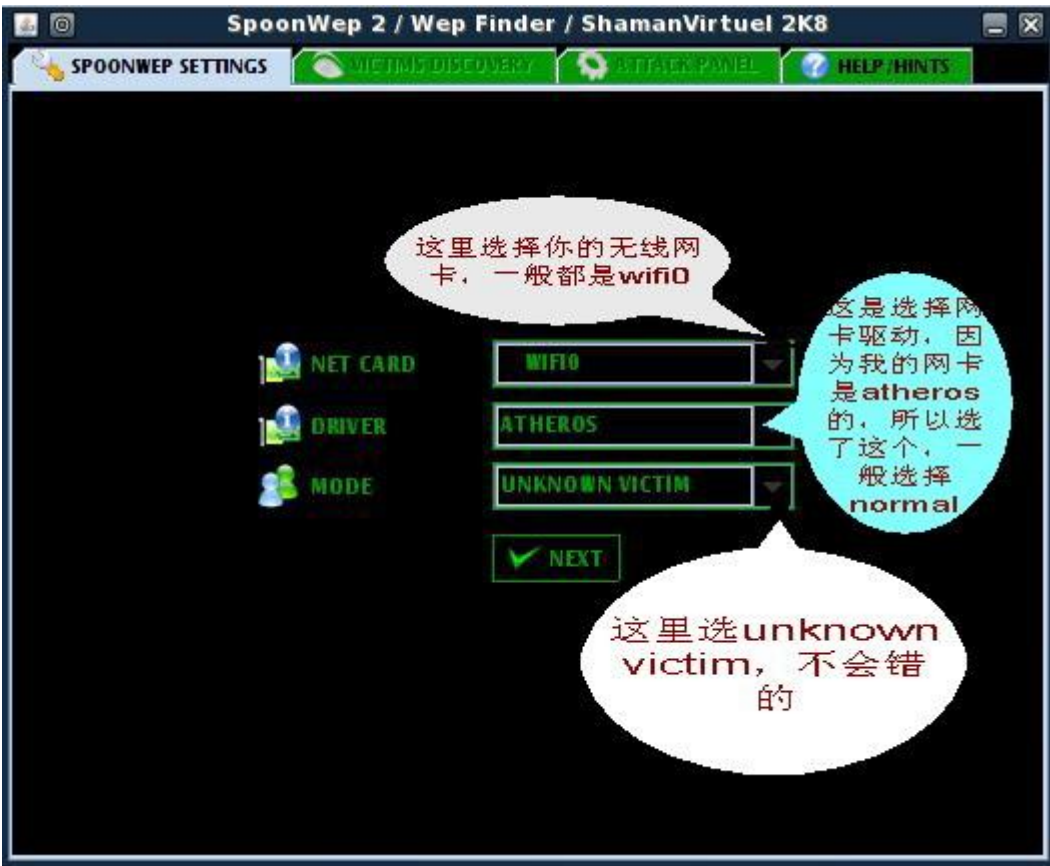 SpoonWep 2 / Wep Finder / ShamanVirtuel 2K8
SPOONWEP SETTINGS
VICTIMS DISCOVERY
ATTACK PANEL
HELP/HINTS
这里选择你的无线网
卡，一般都是wifi0
NET CARD
WIFI0
DRIVER
ATHEROS
MODE
UNKNOWN VICTIM
NEXT
这是选择网
卡驱动，因
为我的网卡
是atheros
的，所以选
了这个，一
般选择
normal
这里选unknown
victim，不会错
的